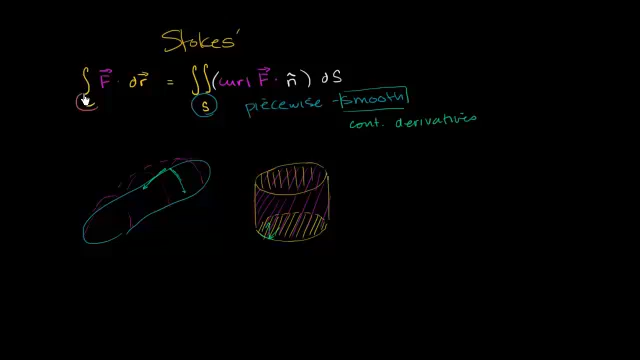 Stokes'
∫ F⃗ · dr⃗ = ∬ (curl F⃗ · n̂) dS
S piecewise - smooth
cont. derivatives